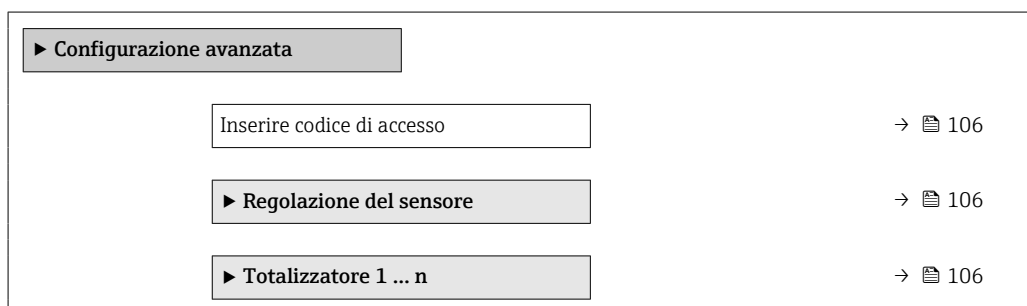 ▶ Configurazione avanzata
Inserire codice di accesso → 🖹 106
▶ Regolazione del sensore → 🖹 106
▶ Totalizzatore 1 ... n → 🖹 106